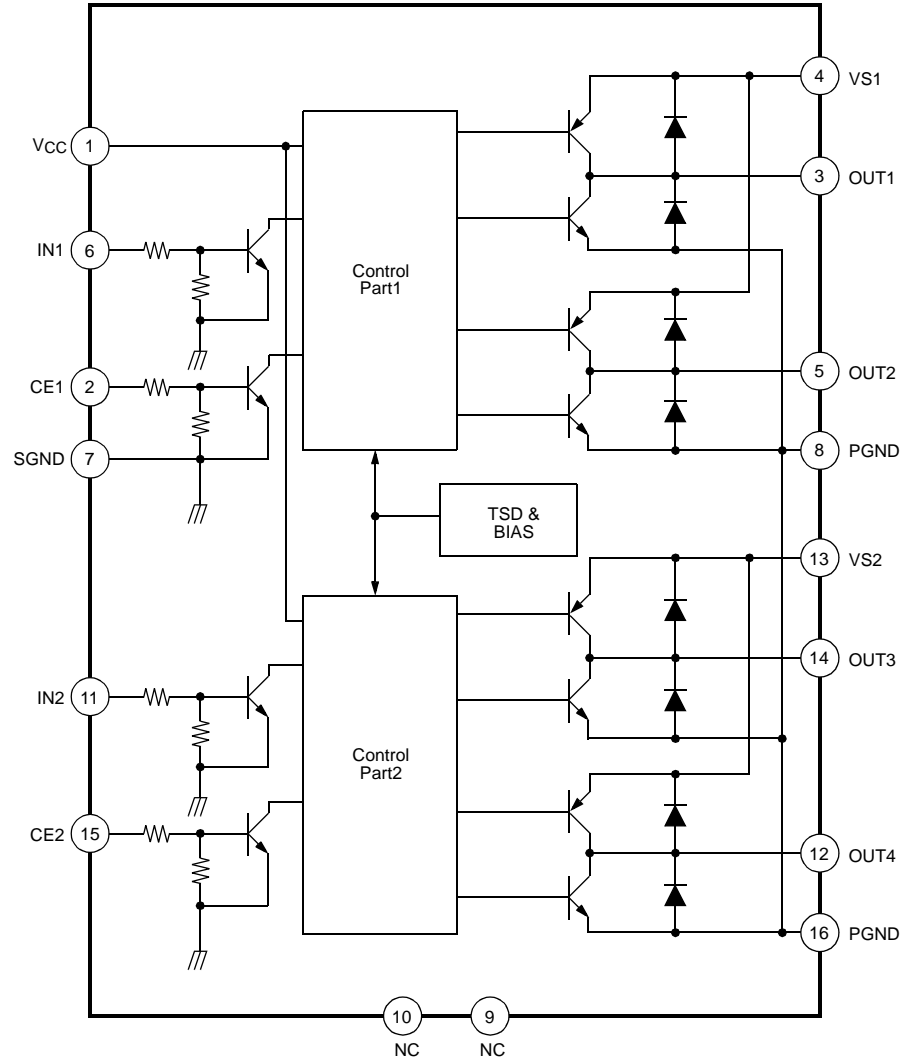 4 VS1
VCC 1
3 OUT1
IN1 6
Control
Part1
CE1 2
5 OUT2
SGND 7
8 PGND
TSD &
BIAS
13 VS2
14 OUT3
IN2 11
Control
Part2
CE2 15
12 OUT4
16 PGND
10 9
NC NC